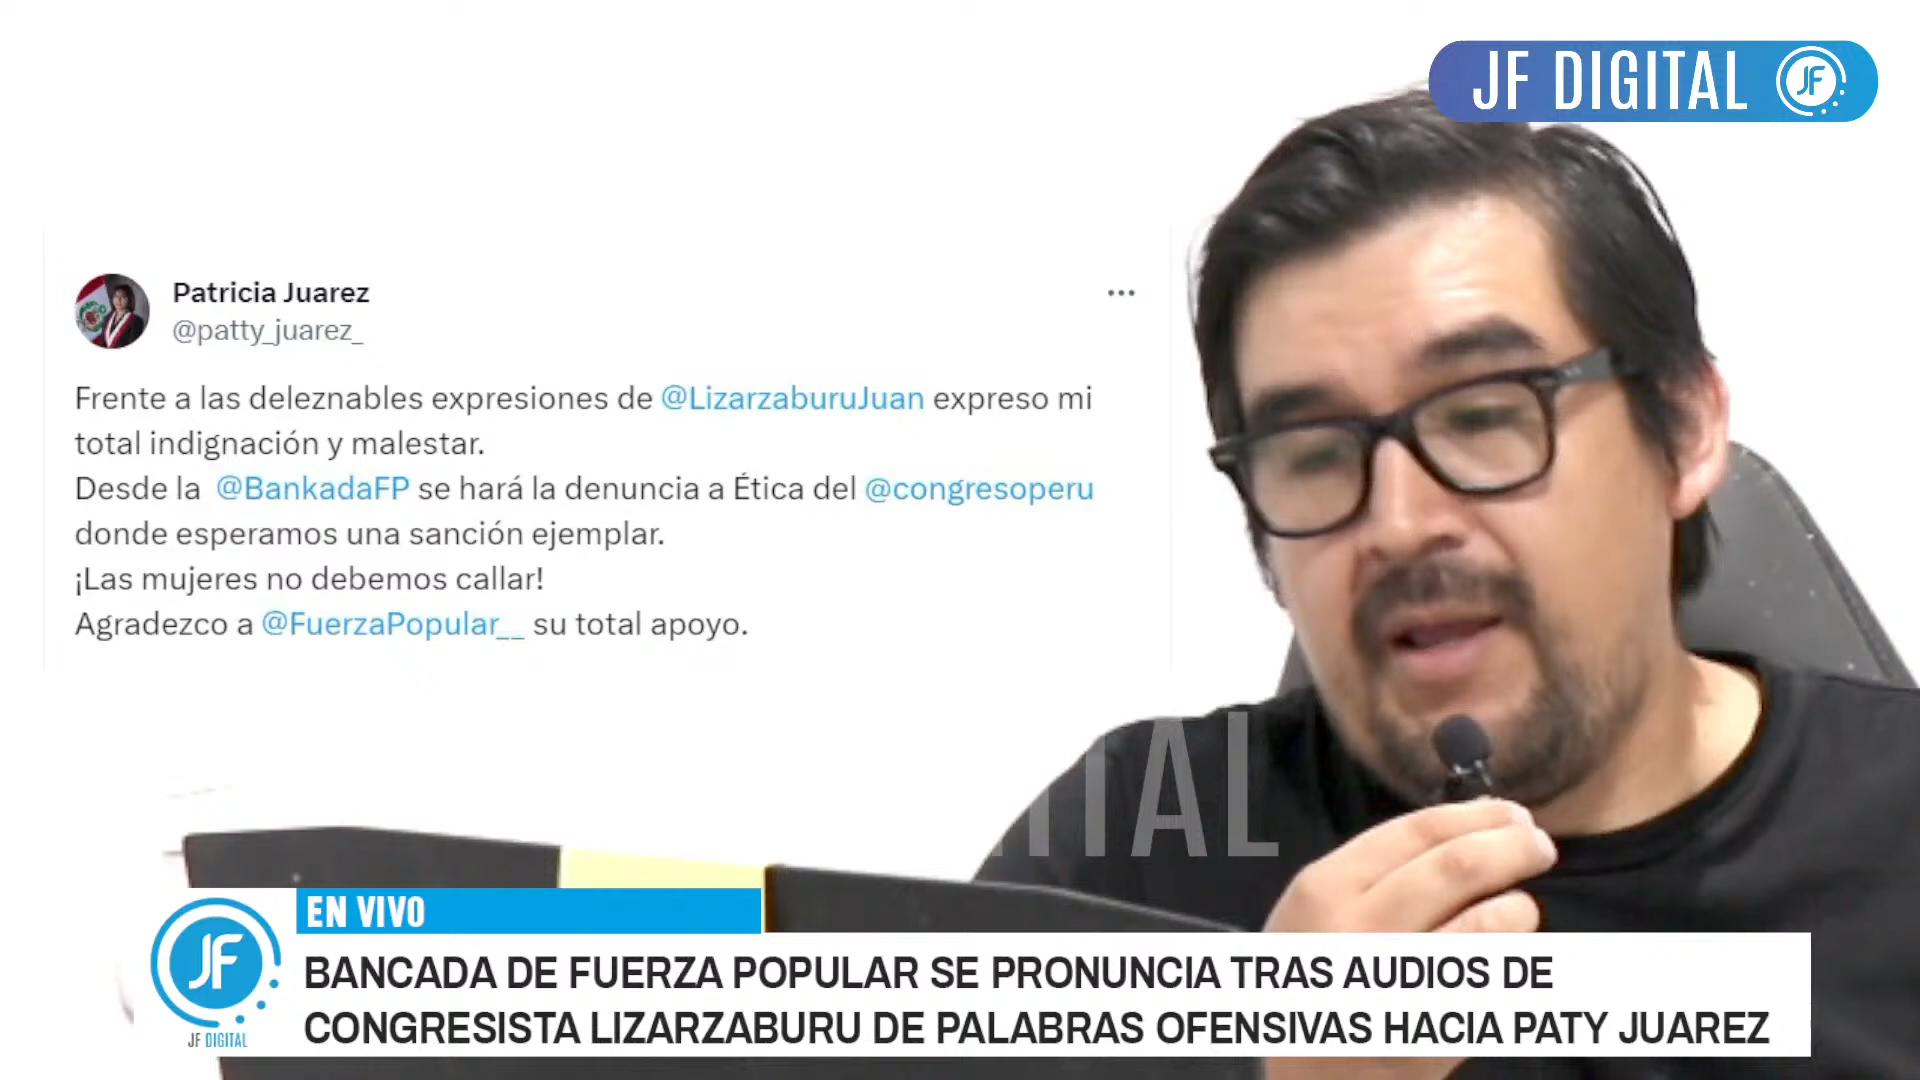 JF DIGITAL JF
Patricia Juarez
@patty_juarez_
Frente a las deleznables expresiones de @LizarzaburuJuan expreso mi
total indignación y malestar.
Desde la @BankadaFP se hará la denuncia a Ética del @congresoperu
donde esperamos una sanción ejemplar.
¡Las mujeres no debemos callar!
Agradezco a @FuerzaPopular__ su total apoyo.
ITAL
EN VIVO
JF
JF DIGITAL
BANCADA DE FUERZA POPULAR SE PRONUNCIA TRAS AUDIOS DE
CONGRESISTA LIZARZABURU DE PALABRAS OFENSIVAS HACIA PATY JUAREZ